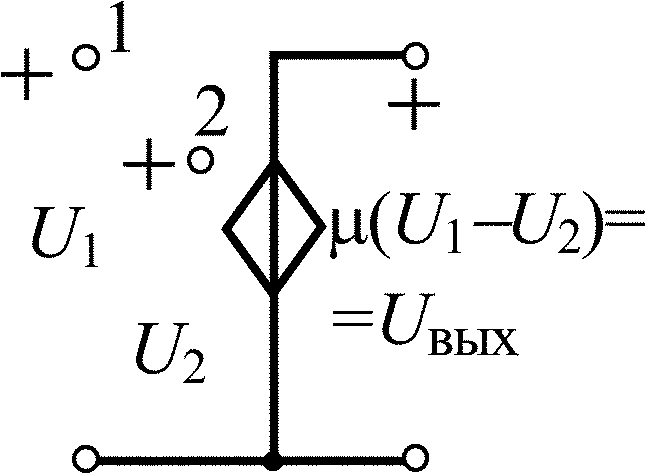 + 1
+
+ 2
U1
μ(U1–U2)=
=Uвых
U2